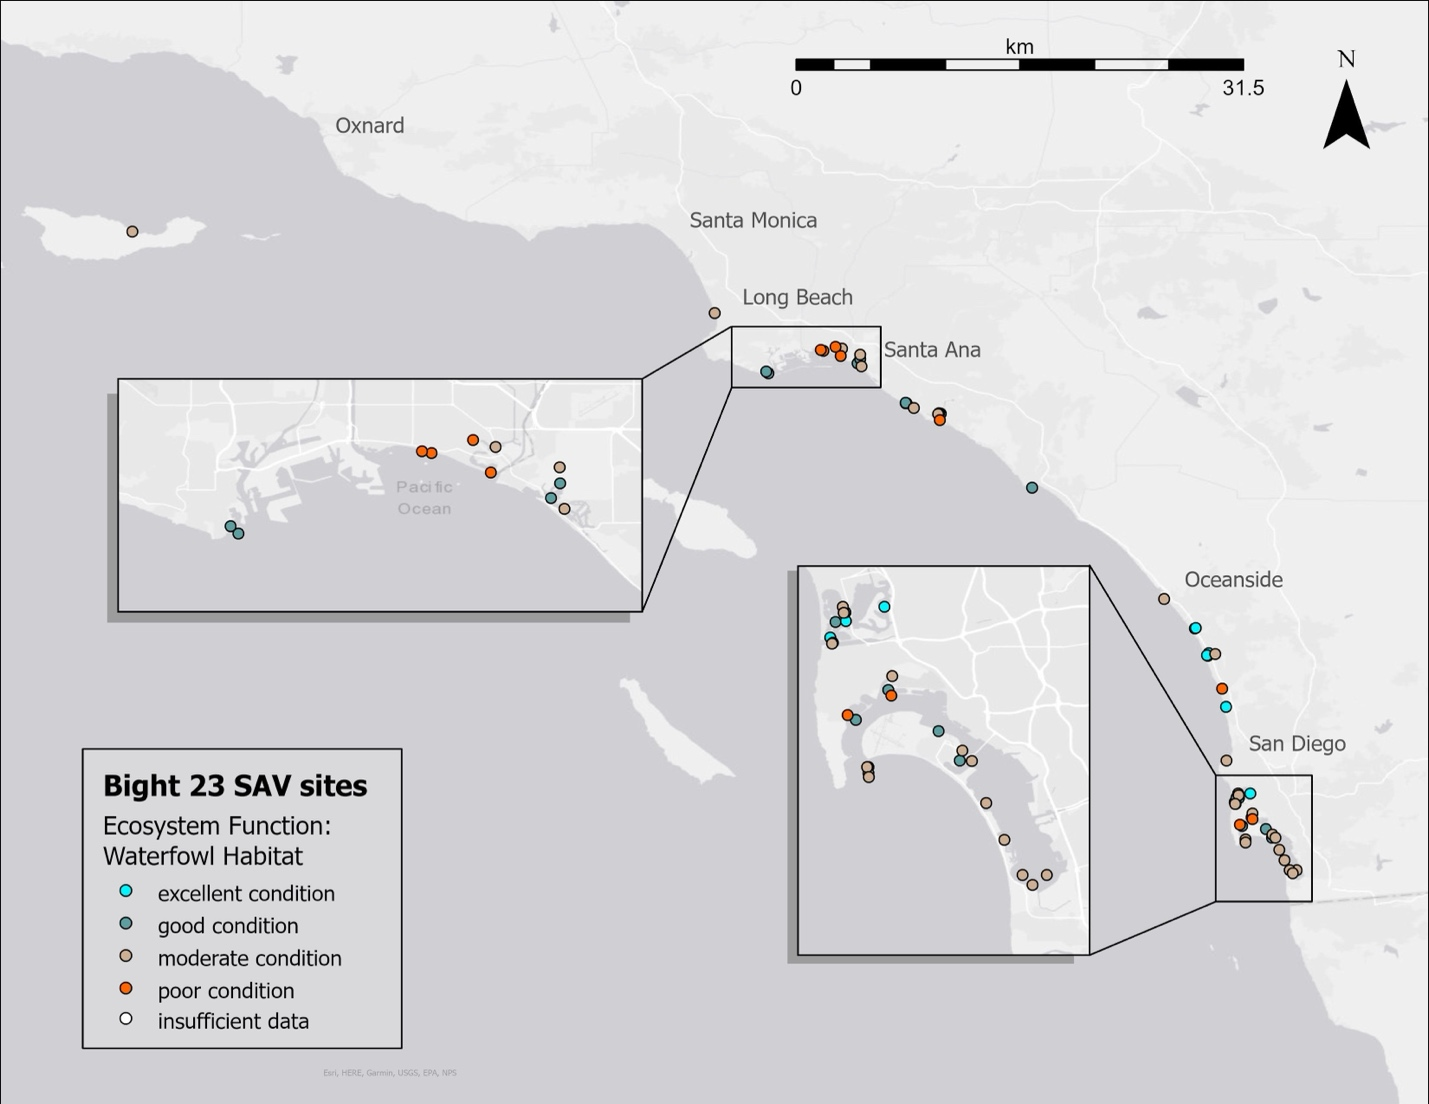 km
0
31.5
N
Oxnard
Santa Monica
Long Beach
Santa Ana
Pacific
Ocean
Oceanside
San Diego
Bight 23 SAV sites
Ecosystem Function:
Waterfowl Habitat
excellent condition
good condition
moderate condition
poor condition
insufficient data
Esri, HERE, Garmin, USGS, EPA, NPS